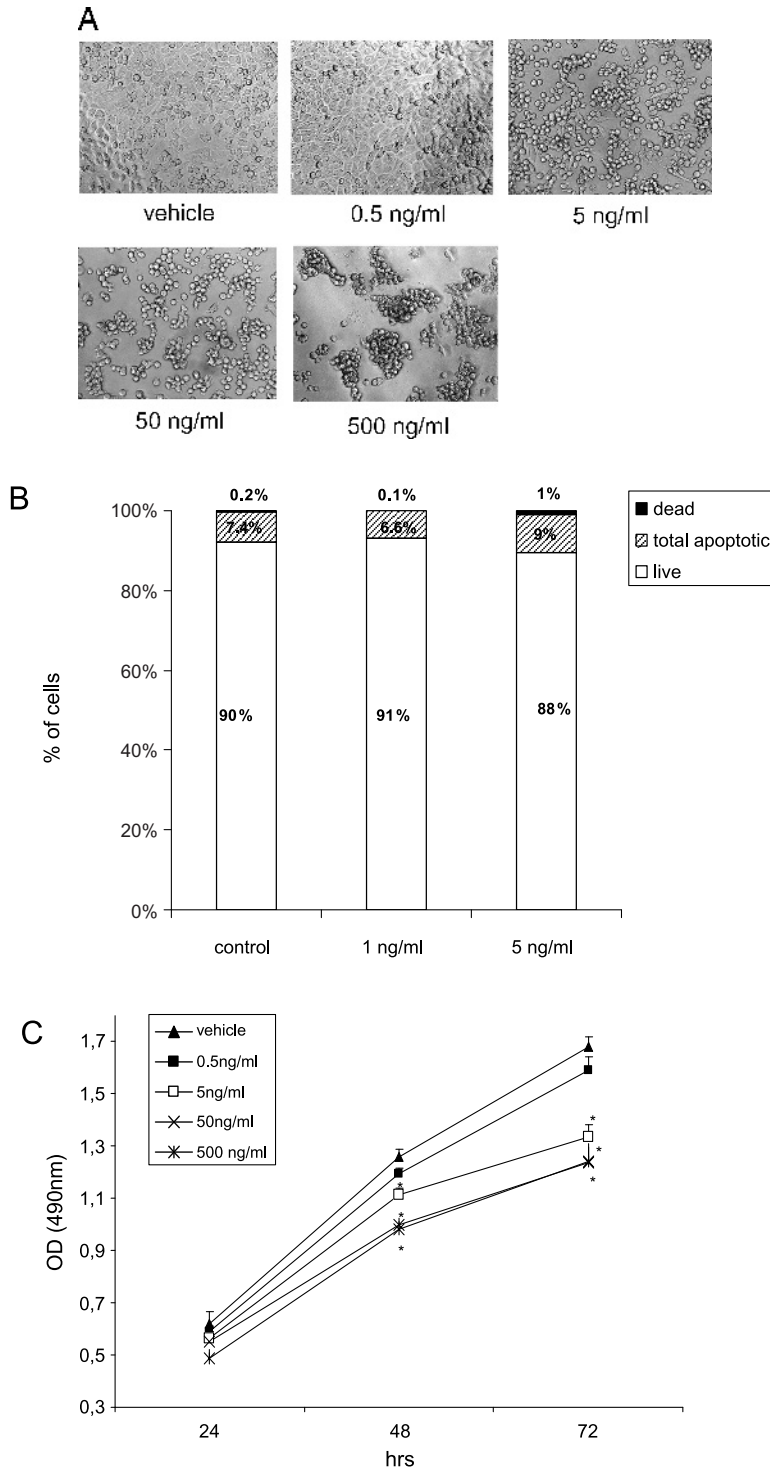 A
vehicle
0.5 ng/ml
5 ng/ml
50 ng/ml
500 ng/ml
B
0.2%
0.1%
1%
100%
7.4%
6.6%
9%
80%
60%
90%
91%
88%
40%
20%
0%
% of cells
control
1 ng/ml
5 ng/ml
dead
total apoptotic
live
C
vehicle
0.5ng/ml
5ng/ml
50ng/ml
500 ng/ml
1,7
1,5
1,3
1,1
0,9
0,7
0,5
0,3
OD (490nm)
* * *
* * *
24
48
72
hrs